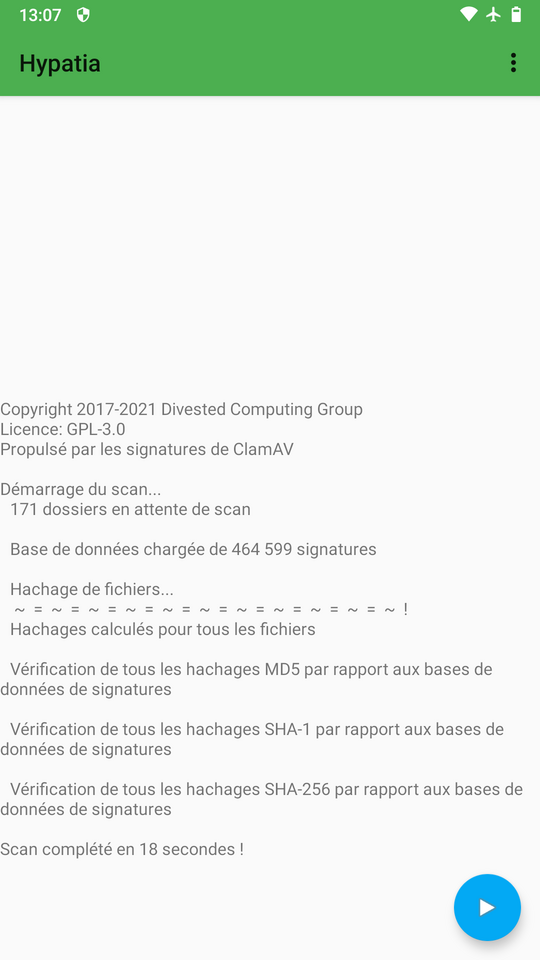 13:07
Hypatia
Copyright 2017-2021 Divested Computing Group
Licence: GPL-3.0
Propulsé par les signatures de ClamAV
Démarrage du scan...
171 dossiers en attente de scan
Base de données chargée de 464 599 signatures
Hachage de fichiers...
~ = ~ = ~ = ~ = ~ = ~ = ~ = ~ = ~ = ~ = ~ !
Hachages calculés pour tous les fichiers
Vérification de tous les hachages MD5 par rapport aux bases de
données de signatures
Vérification de tous les hachages SHA-1 par rapport aux bases de
données de signatures
Vérification de tous les hachages SHA-256 par rapport aux bases de
données de signatures
Scan complété en 18 secondes !